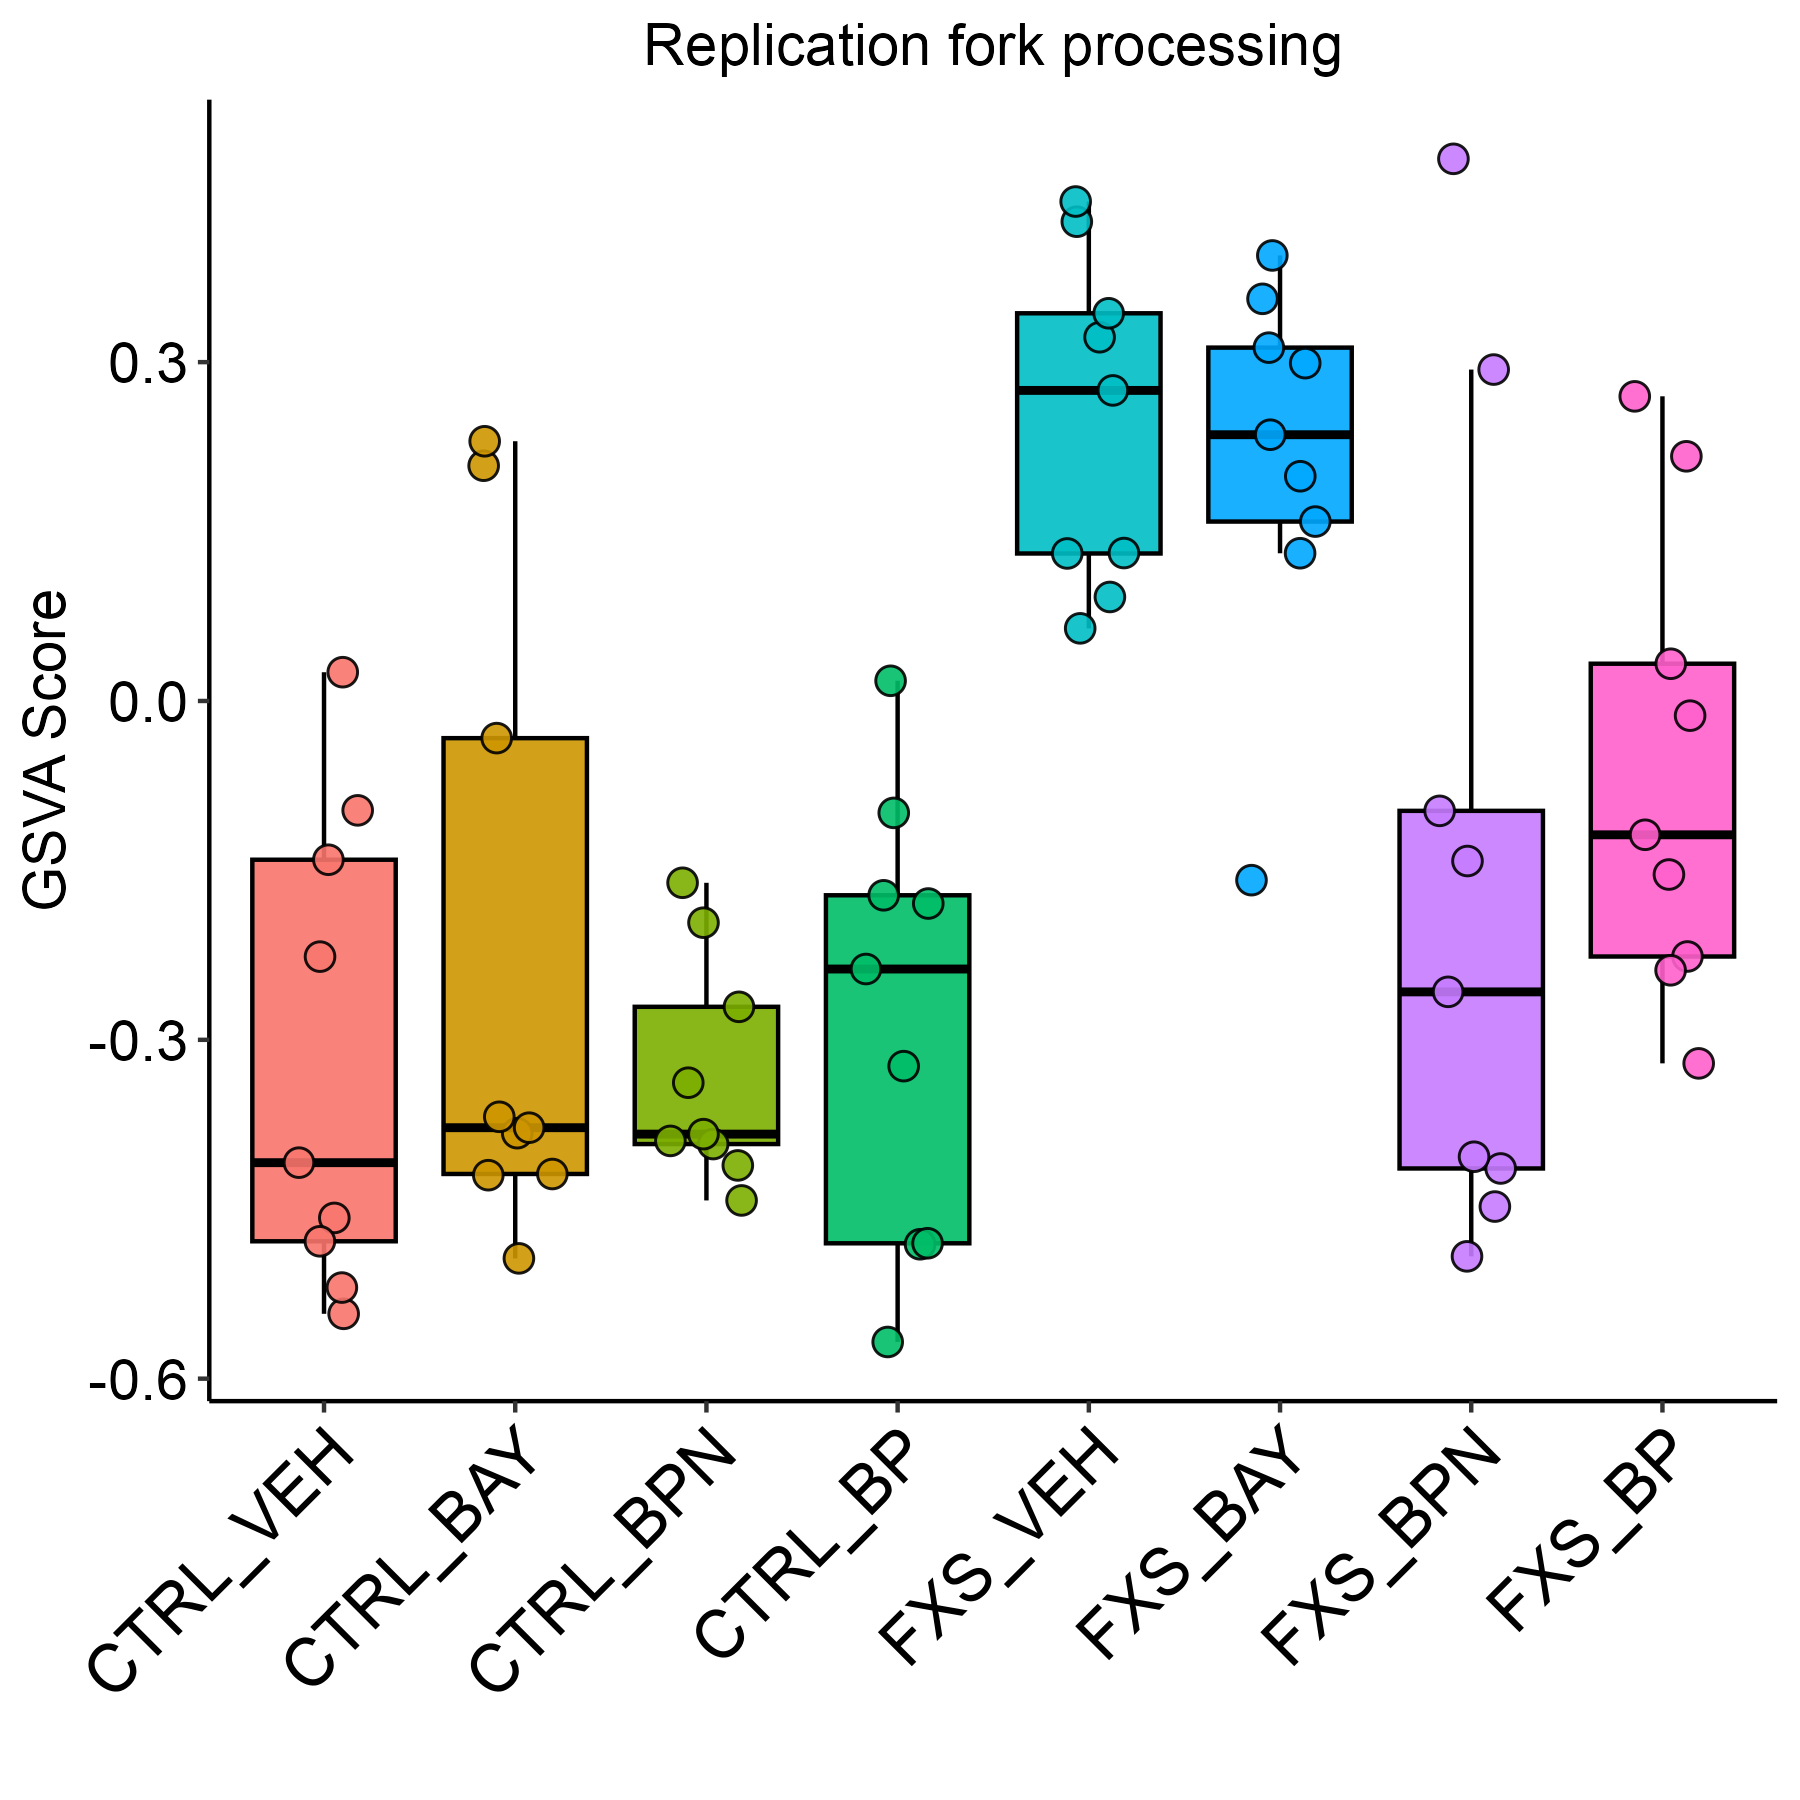 Replication fork processing
GSVA Score
0.3
0.0
-0.3
-0.6
CTRL_VEH
CTRL_BAY
CTRL_BPN
CTRL_BP
FXS_VEH
FXS_BAY
FXS_BPN
FXS_BP